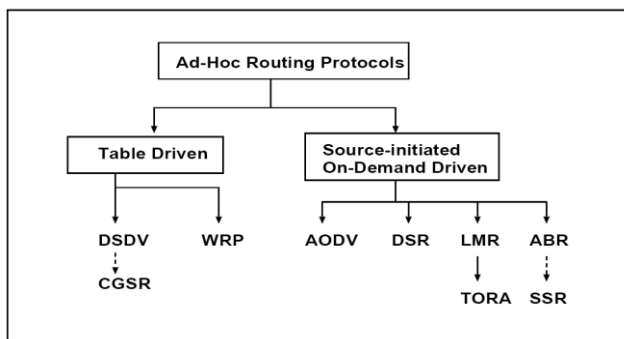 Ad-Hoc Routing Protocols
Table Driven
Source-initiated
On-Demand Driven
DSDV
WRP
AODV
DSR
LMR
ABR
CGSR
TORA
SSR